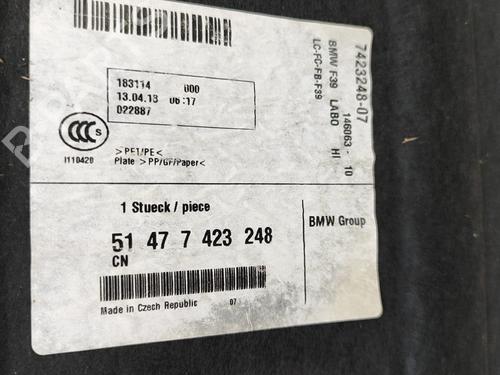 183114 000
13.04.18 06:17
022887
CCC S
I110420
>PET/PE<
Plate >PP/GF/Paper<
7423248-07
146063 - 10
BMW F39 LABO HI
LC-FC-FB-F39
1 Stueck / piece
51 47 7 423 248
CN
Made in Czech Republic 07
BMW Group